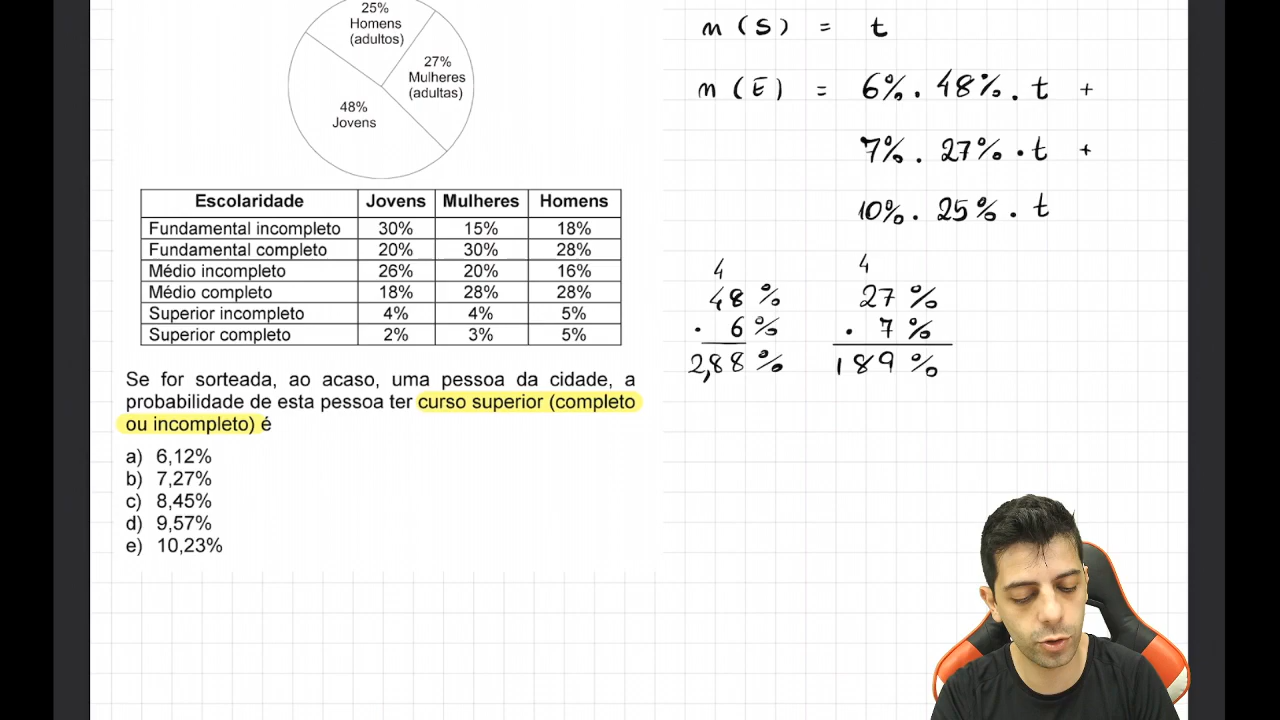 25%
Homens
(adultos)
27%
Mulheres
(adultas)
48%
Jovens
Escolaridade Jovens Mulheres Homens
Fundamental incompleto 30% 15% 18%
Fundamental completo 20% 30% 28%
Médio incompleto 26% 20% 16%
Médio completo 18% 28% 28%
Superior incompleto 4% 4% 5%
Superior completo 2% 3% 5%
Se for sorteada, ao acaso, uma pessoa da cidade, a
probabilidade de esta pessoa ter curso superior (completo
ou incompleto) é
a) 6,12%
b) 7,27%
c) 8,45%
d) 9,57%
e) 10,23%
n(S) = t
n(E) = 6% . 48% . t +
7% . 27% . t +
10% . 25% . t
4
48 %
. 6 %
2,88 %
4
27 %
. 7 %
189 %